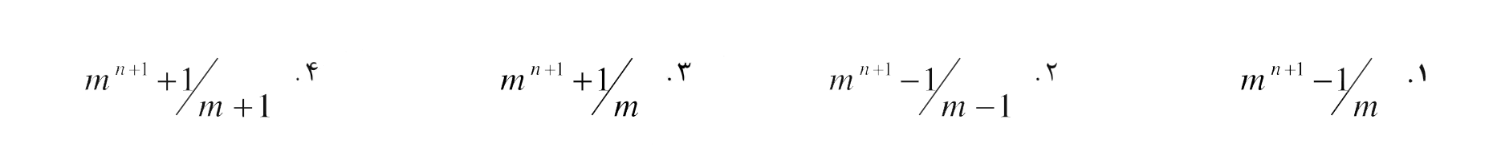 ۱. m^{n+1} −1/m ۲. m^{n+1} −1/m −1 ۳. m^{n+1} +1/m ۴. m^{n+1} +1/m +1